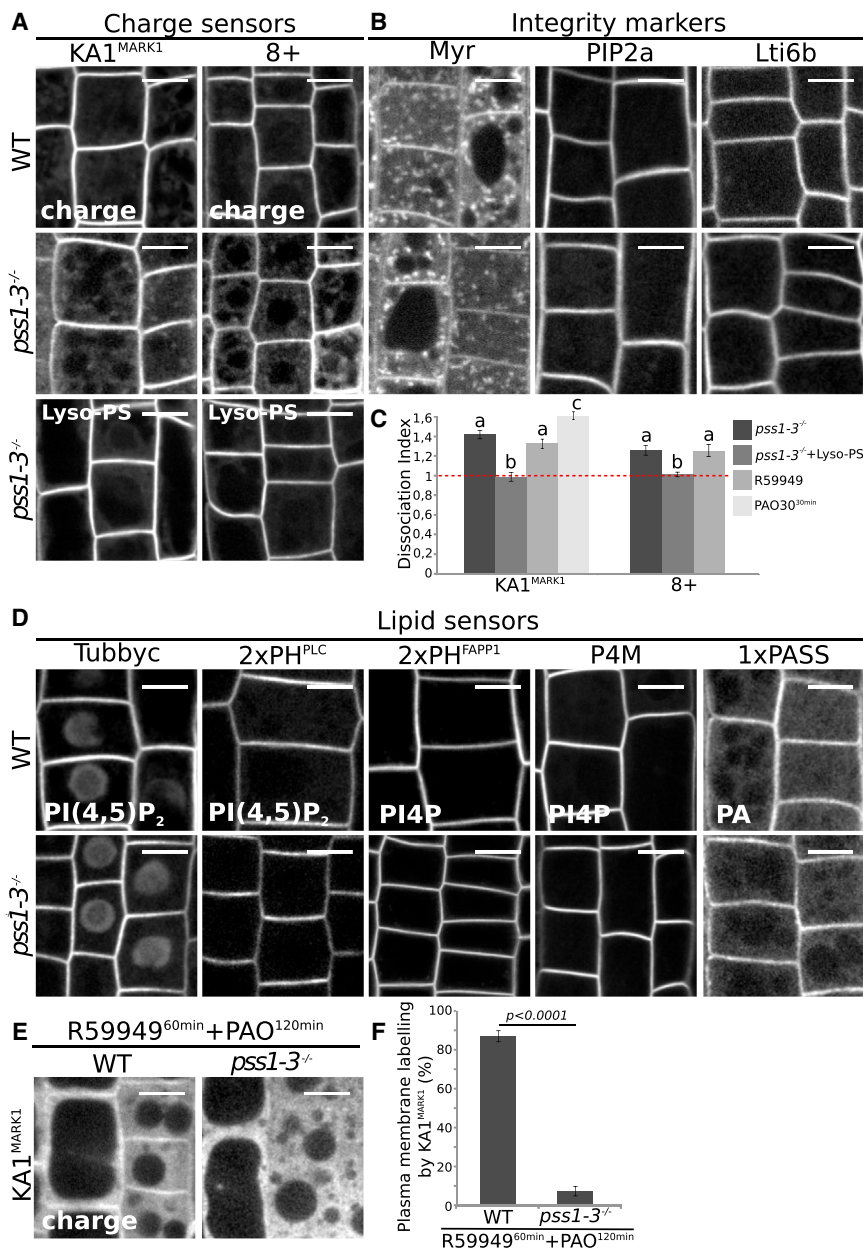 A Charge sensors
KA1MARK1 8+
WT
charge charge
pss1-3-/-
pss1-3-/-
Lyso-PS Lyso-PS
B Integrity markers
Myr PIP2a Lti6b
C
Dissociation Index
1,6
1,4
1,2
1
0,8
0,6
0,4
0,2
0
a b a c a b a
KA1MARK1 8+
pss1-3-/-
pss1-3-/-+Lyso-PS
R59949
PAO3030min
D Lipid sensors
Tubbyc 2xPHPLC 2xPHFAPP1 P4M 1xPASS
WT
PI(4,5)P2 PI(4,5)P2 PI4P PI4P PA
pss1-3-/-
E R5994960min+PAO120min
WT pss1-3-/-
KA1MARK1
charge
F
Plasma membrane labelling
by KA1MARK1 (%)
100
80
60
40
20
0
p<0.0001
WT pss1-3-/-
R5994960min+PAO120min